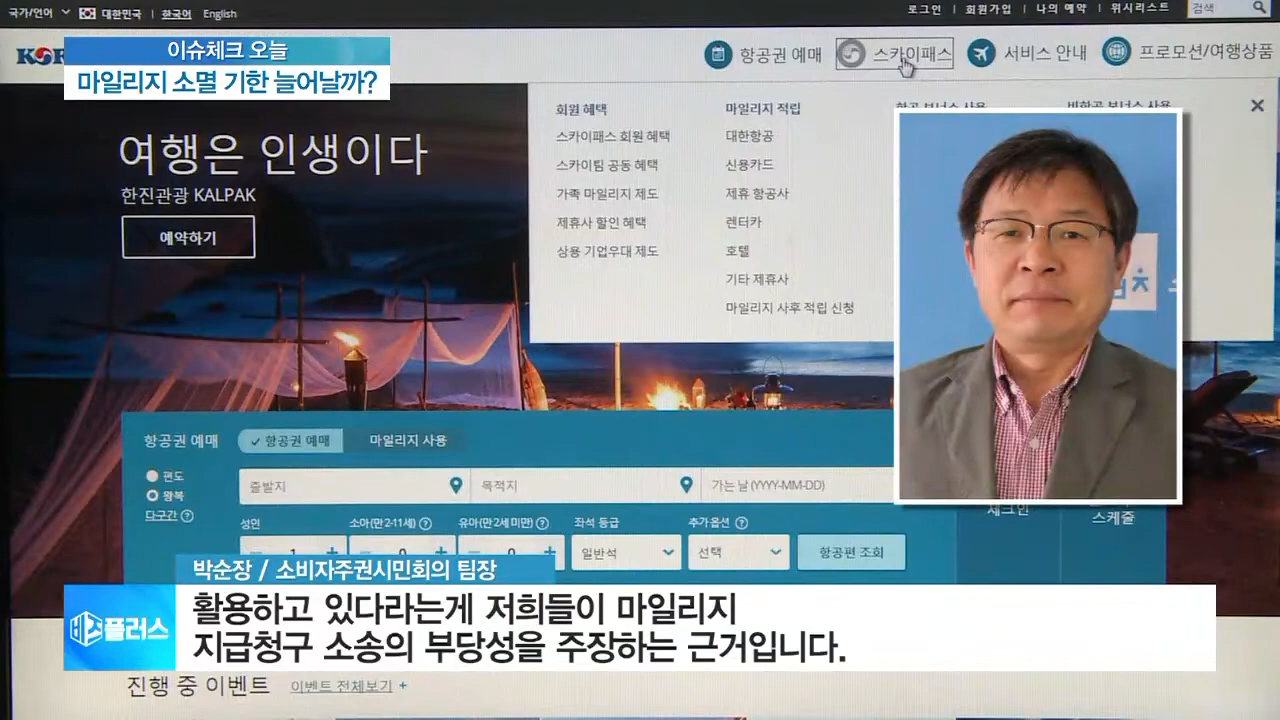 국가/언어
대한민국
한국어
English
로그인
회원가입
나의 예약
위시리스트
검색
이슈체크 오늘
마일리지 소멸 기한 늘어날까?
항공권 예매
스카이패스
서비스 안내
프로모션/여행상품
회원 혜택
스카이패스 회원 혜택
스카이팀 공동 혜택
가족 마일리지 제도
제휴사 할인 혜택
상용 기업우대 제도
마일리지 적립
대한항공
신용카드
제휴 항공사
렌터카
호텔
기타 제휴사
마일리지 사후 적립 신청
여행은 인생이다
한진관광 KALPAK
예약하기
항공권 예매
항공권 예매
마일리지 사용
편도
왕복
다구간
출발지
목적지
가는 날 (YYYY-MM-DD)
성인
소아(만 2-11세)
유아(만 2세 미만)
좌석 등급
추가 옵션
1
0
0
일반석
선택
항공편 조회
체크인
스케줄
박순장 / 소비자주권시민회의 팀장
플러스
활용하고 있다라는게 저희들이 마일리지
지급청구 소송의 부당성을 주장하는 근거입니다.
진행 중 이벤트
이벤트 전체보기 +